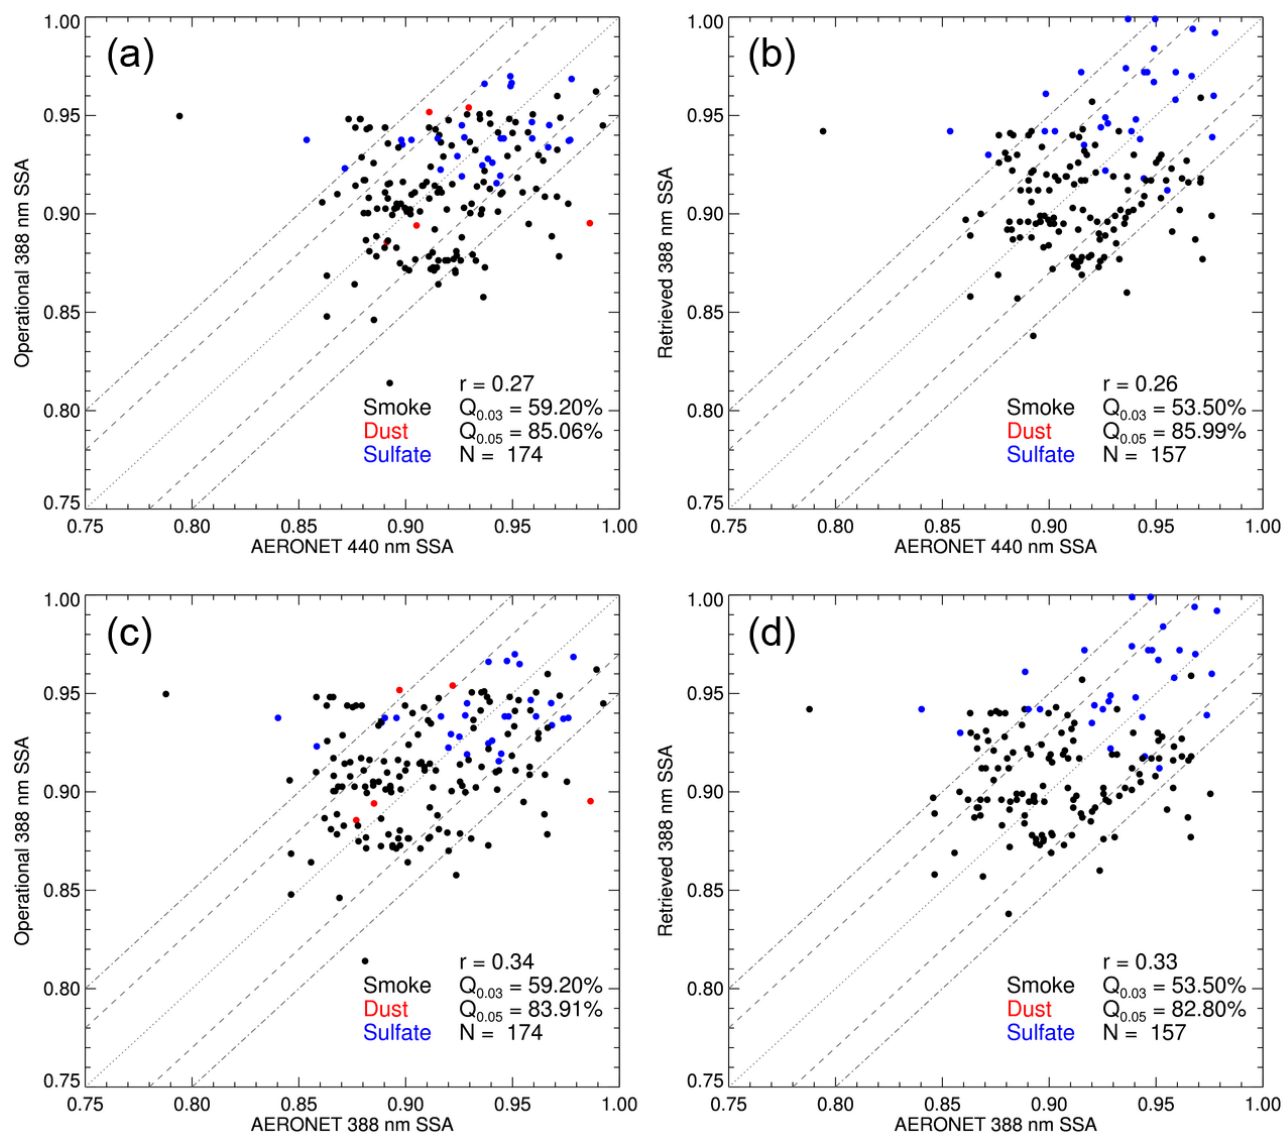 (a)
1.00
0.95
0.90
0.85
0.80
0.75
Operational 388 nm SSA
r = 0.27
Smoke Q0.03 = 59.20%
Dust Q0.05 = 85.06%
Sulfate N = 174
0.75 0.80 0.85 0.90 0.95 1.00
AERONET 440 nm SSA
(b)
1.00
0.95
0.90
0.85
0.80
0.75
Retrieved 388 nm SSA
r = 0.26
Smoke Q0.03 = 53.50%
Dust Q0.05 = 85.99%
Sulfate N = 157
0.75 0.80 0.85 0.90 0.95 1.00
AERONET 440 nm SSA
(c)
1.00
0.95
0.90
0.85
0.80
0.75
Operational 388 nm SSA
r = 0.34
Smoke Q0.03 = 59.20%
Dust Q0.05 = 83.91%
Sulfate N = 174
0.75 0.80 0.85 0.90 0.95 1.00
AERONET 388 nm SSA
(d)
1.00
0.95
0.90
0.85
0.80
0.75
Retrieved 388 nm SSA
r = 0.33
Smoke Q0.03 = 53.50%
Dust Q0.05 = 82.80%
Sulfate N = 157
0.75 0.80 0.85 0.90 0.95 1.00
AERONET 388 nm SSA